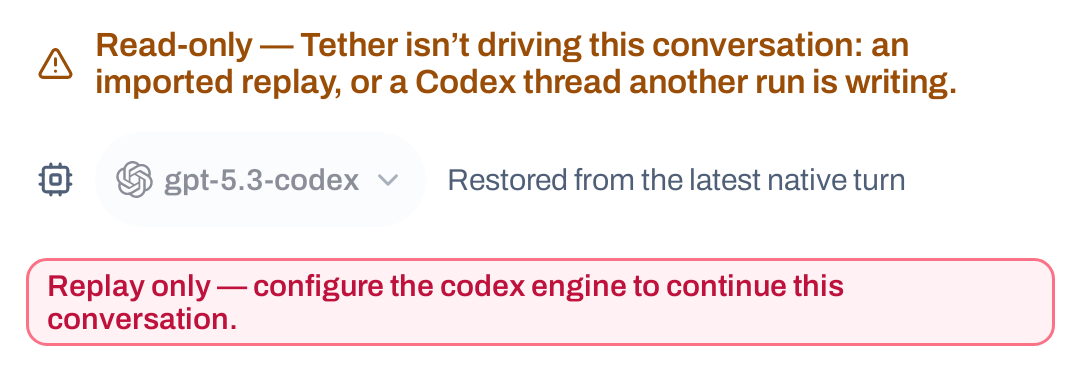 Read-only — Tether isn’t driving this conversation: an
imported replay, or a Codex thread another run is writing.
gpt-5.3-codex Restored from the latest native turn
Replay only — configure the codex engine to continue this
conversation.